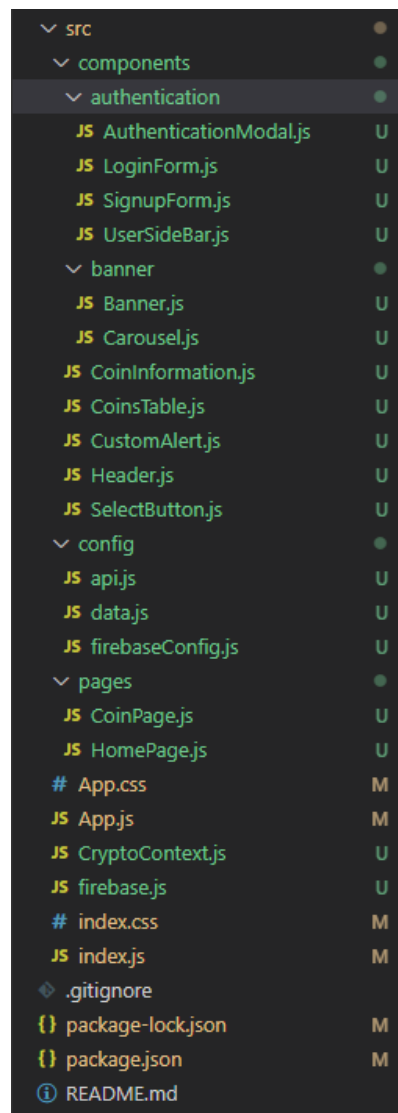 src
components
authentication
JS AuthenticationModal.js U
JS LoginForm.js U
JS SignupForm.js U
JS UserSideBar.js U
banner
JS Banner.js U
JS Carousel.js U
JS CoinInformation.js U
JS CoinsTable.js U
JS CustomAlert.js U
JS Header.js U
JS SelectButton.js U
config
JS api.js U
JS data.js U
JS firebaseConfig.js U
pages
JS CoinPage.js U
JS HomePage.js U
# App.css M
JS App.js M
JS CryptoContext.js U
JS firebase.js U
# index.css M
JS index.js M
.gitignore
{} package-lock.json M
{} package.json M
README.md